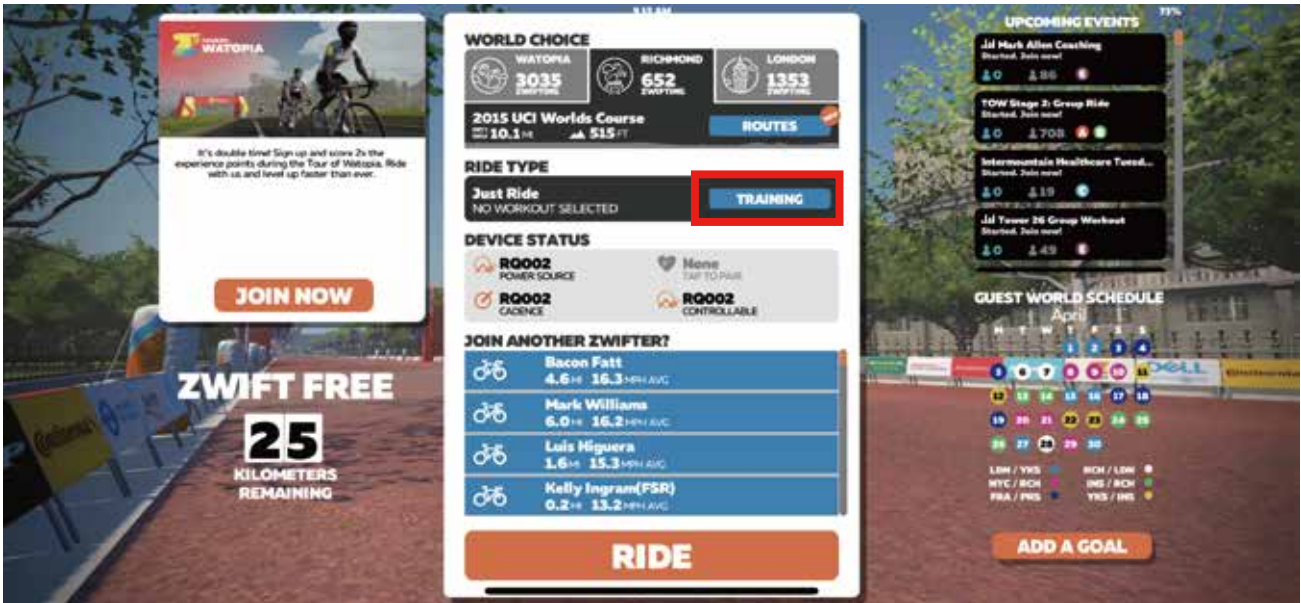 9:13 AM
73%
WATOPIA
It's double time! Sign up and score 2x the
experience points during the Tour of Watopia. Ride
with us and level up faster than ever.
JOIN NOW
ZWIFT FREE
25
KILOMETERS
REMAINING
WORLD CHOICE
WATOPIA
3035
ZWIFTING
RICHMOND
652
ZWIFTING
LONDON
1353
ZWIFTING
2015 UCI Worlds Course
10.1 MI 515 FT
ROUTES
RIDE TYPE
Just Ride
NO WORKOUT SELECTED
TRAINING
DEVICE STATUS
RQ002
POWER SOURCE
None
TAP TO PAIR
RQ002
CADENCE
RQ002
CONTROLLABLE
JOIN ANOTHER ZWIFTER?
Bacon Fatt
4.6 MI 16.3 MPH AVG
Mark Williams
6.0 MI 16.2 MPH AVG
Luis Higuera
1.6 MI 15.3 MPH AVG
Kelly Ingram(FSR)
0.2 MI 13.2 MPH AVG
RIDE
UPCOMING EVENTS
Mark Allen Coaching
Started. Join now!
0 86 E
TOW Stage 2: Group Ride
Started. Join now!
0 708 A B
Intermountain Healthcare Tuesd...
Started. Join now!
0 19 C
Tower 26 Group Workout
Started. Join now!
0 49 E
GUEST WORLD SCHEDULE
April
M T W T F S S
1 2 3 4
5 6 7 8 9 10 11
12 13 14 15 16 17 18
19 20 21 22 23 24 25
26 27 28 29 30
LDN / YKS RCH / LDN
NYC / RCH INS / RCH
FRA / PRS YKS / INS
ADD A GOAL
DELL
Continental
Continental